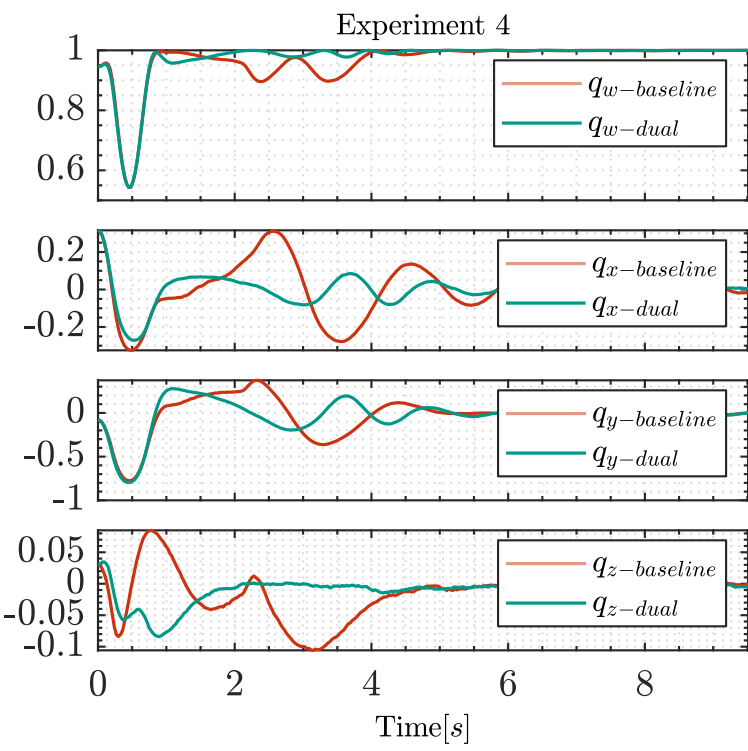 Experiment 4
1
0.8
0.6
q_{w-baseline}
q_{w-dual}
0.2
0
-0.2
q_{x-baseline}
q_{x-dual}
0
-0.5
-1
q_{y-baseline}
q_{y-dual}
0.05
0
-0.05
-0.1
q_{z-baseline}
q_{z-dual}
0 2 4 6 8
Time[s]